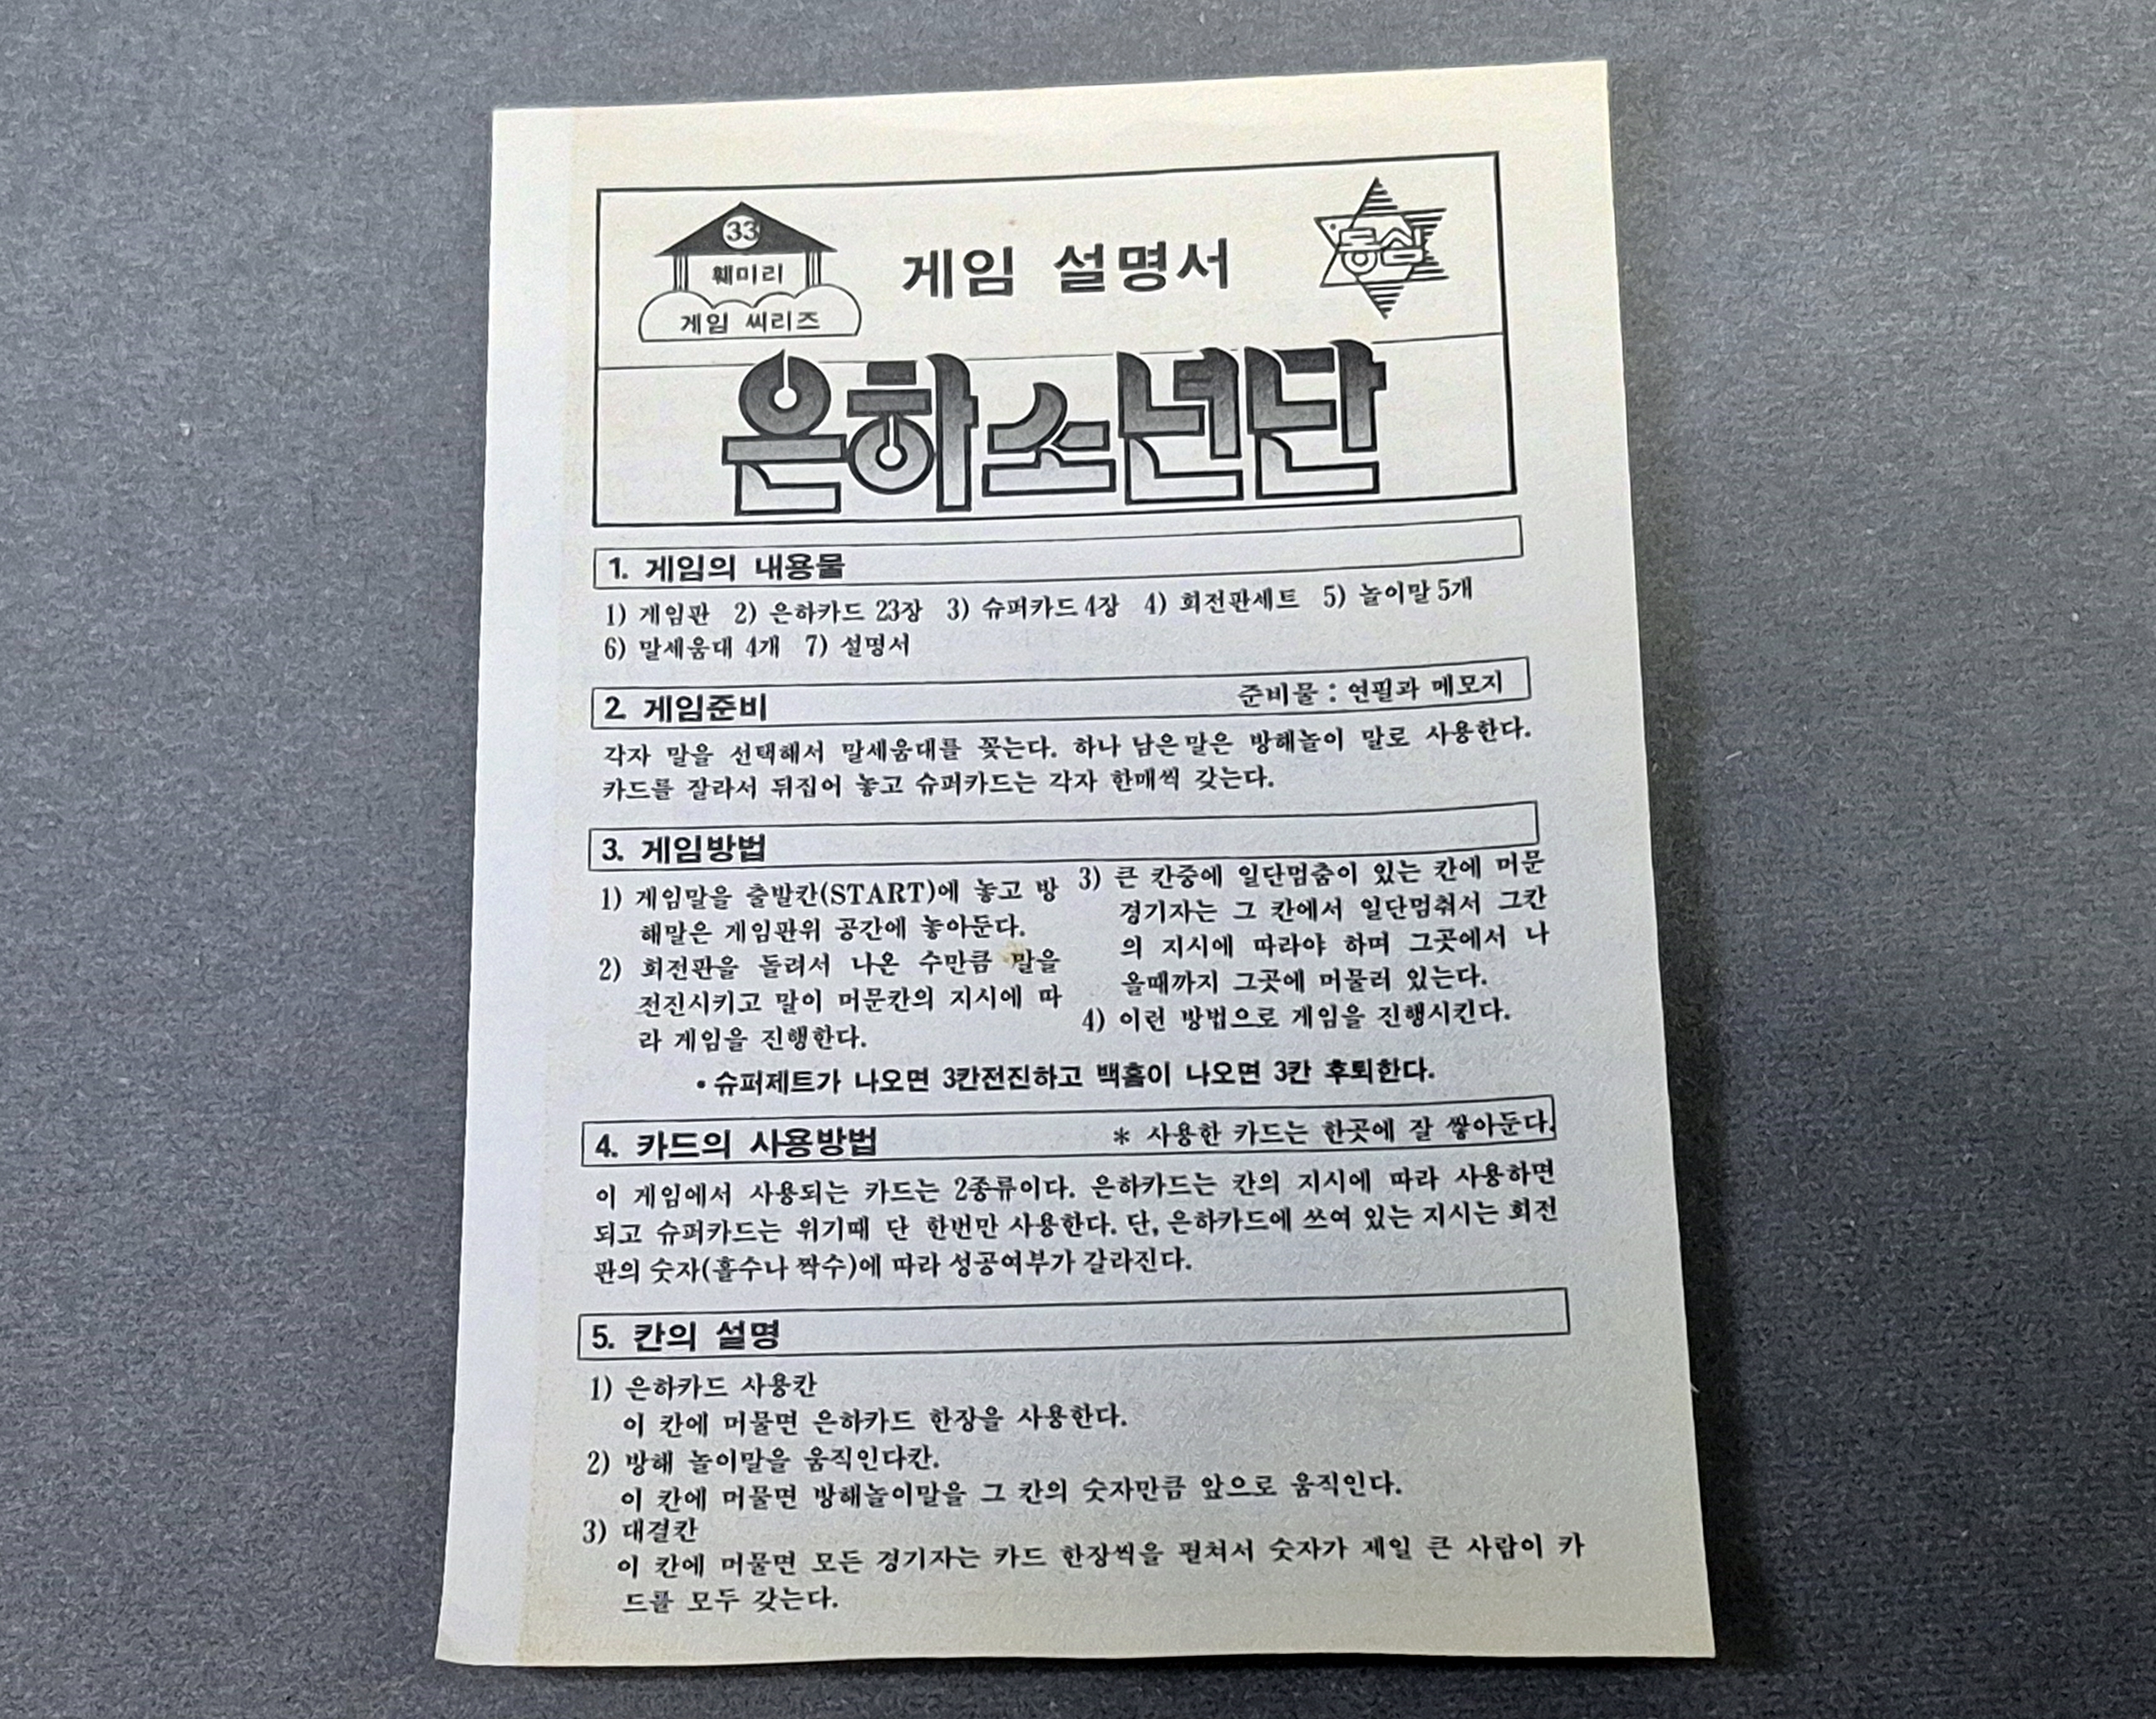 33
훼미리
게임 씨리즈
게임 설명서
은하소년단
1. 게임의 내용물
1) 게임판 2) 은하카드 23장 3) 슈퍼카드 4장 4) 회전판세트 5) 놀이말 5개
6) 말세움대 4개 7) 설명서
2. 게임준비 준비물 : 연필과 메모지
각자 말을 선택해서 말세움대를 꽂는다. 하나 남은 말은 방해놀이 말로 사용한다.
카드를 잘라서 뒤집어 놓고 슈퍼카드는 각자 한매씩 갖는다.
3. 게임방법
1) 게임말을 출발칸(START)에 놓고 방
해말은 게임판위 공간에 놓아둔다.
2) 회전판을 돌려서 나온 수만큼 말을
전진시키고 말이 머문칸의 지시에 따
라 게임을 진행한다.
3) 큰 칸중에 일단멈춤이 있는 칸에 머문
경기자는 그 칸에서 일단멈춰서 그칸
의 지시에 따라야 하며 그곳에서 나
올때까지 그곳에 머물러 있는다.
4) 이런 방법으로 게임을 진행시킨다.
• 슈퍼제트가 나오면 3칸전진하고 백홀이 나오면 3칸 후퇴한다.
4. 카드의 사용방법 * 사용한 카드는 한곳에 잘 쌓아둔다.
이 게임에서 사용되는 카드는 2종류이다. 은하카드는 칸의 지시에 따라 사용하면
되고 슈퍼카드는 위기때 단 한번만 사용한다. 단, 은하카드에 쓰여 있는 지시는 회전
판의 숫자(홀수나 짝수)에 따라 성공여부가 갈라진다.
5. 칸의 설명
1) 은하카드 사용칸
이 칸에 머물면 은하카드 한장을 사용한다.
2) 방해 놀이말을 움직인다칸.
이 칸에 머물면 방해놀이말을 그 칸의 숫자만큼 앞으로 움직인다.
3) 대결칸
이 칸에 머물면 모든 경기자는 카드 한장씩을 펼쳐서 숫자가 제일 큰 사람이 카
드를 모두 갖는다.